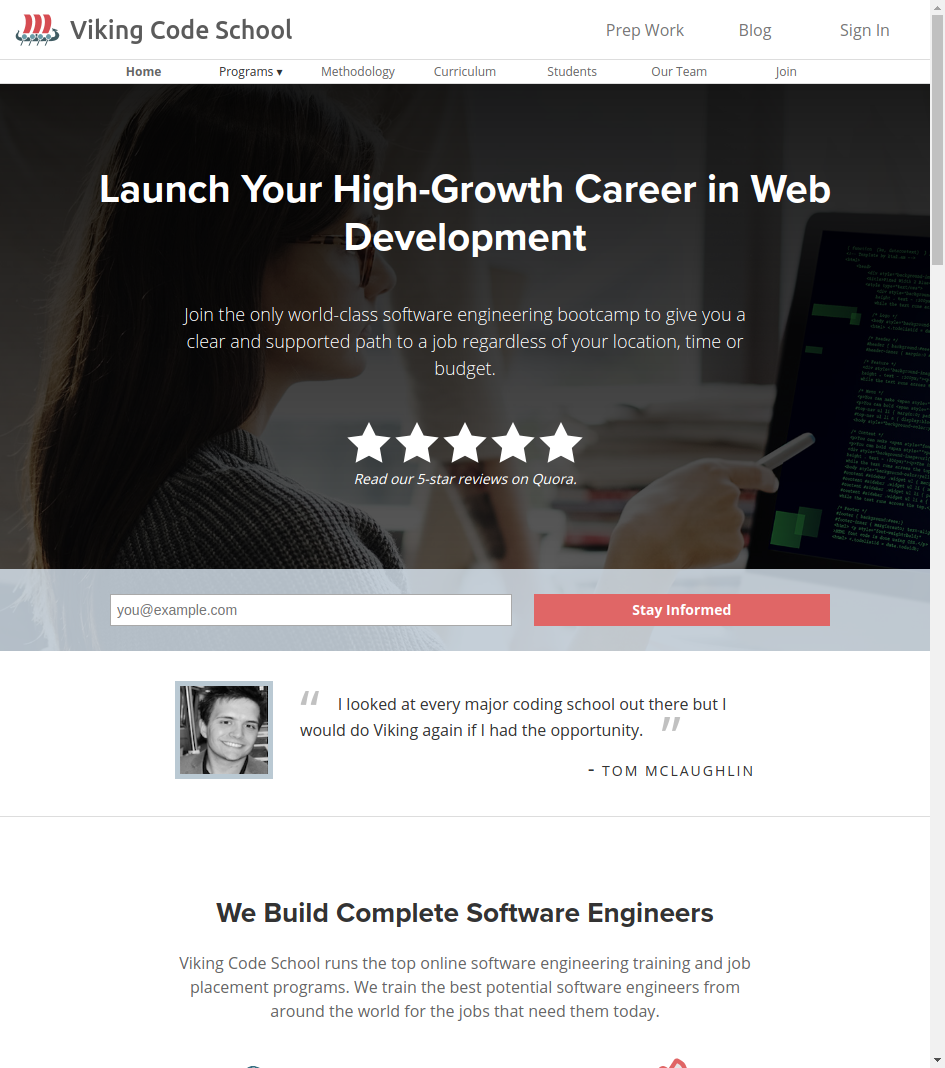 Viking Code School
Prep Work Blog Sign In
Home Programs ▾ Methodology Curriculum Students Our Team Join
Launch Your High-Growth Career in Web
Development
Join the only world-class software engineering bootcamp to give you a
clear and supported path to a job regardless of your location, time or
budget.
Read our 5-star reviews on Quora.
you@example.com
Stay Informed
“ I looked at every major coding school out there but I
would do Viking again if I had the opportunity. ”
- TOM MCLAUGHLIN
We Build Complete Software Engineers
Viking Code School runs the top online software engineering training and job
placement programs. We train the best potential software engineers from
around the world for the jobs that need them today.